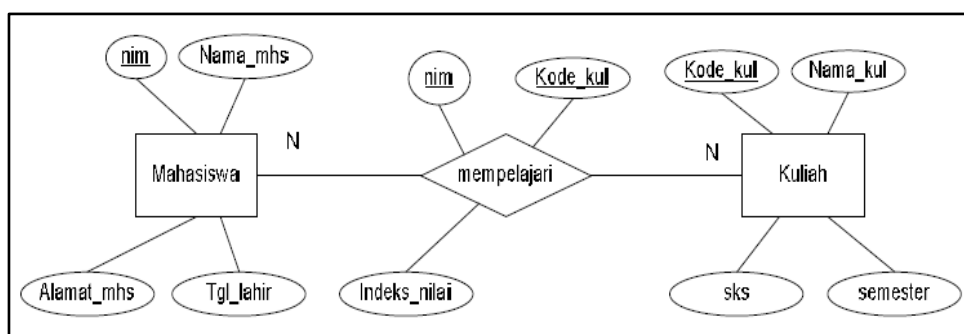 nim
Nama_mhs
nim
Kode_kul
Kode_kul
Nama_kul
N
N
Mahasiswa
mempelajari
Kuliah
Alamat_mhs
Tgl_lahir
Indeks_nilai
sks
semester